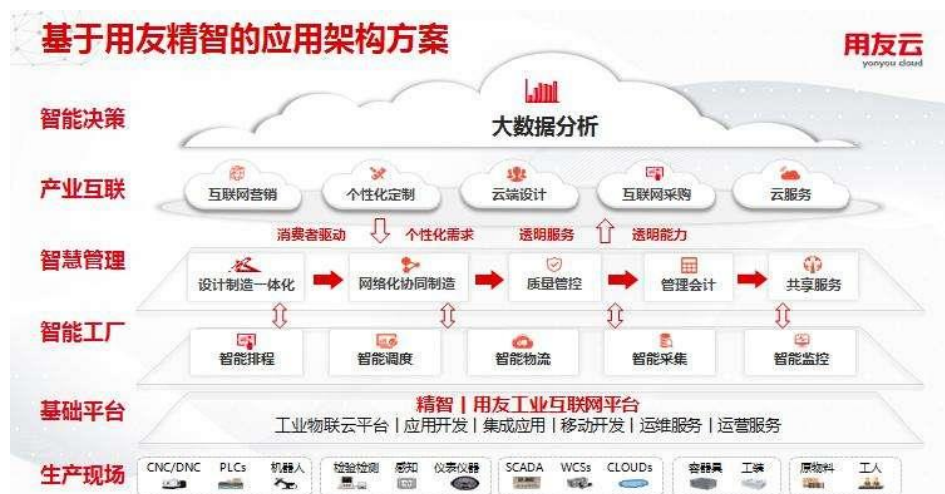 基于用友精智的应用架构方案
用友云
yonyou cloud
智能决策
大数据分析
产业互联
互联网营销
个性化定制
云端设计
互联网采购
云服务
消费者驱动
个性化需求
透明服务
透明能力
智慧管理
设计制造一体化
网络化协同制造
质量管控
管理会计
共享服务
智能工厂
智能排程
智能调度
智能物流
智能采集
智能监控
基础平台
精智 | 用友工业互联网平台
工业物联云平台 | 应用开发 | 集成应用 | 移动开发 | 运维服务 | 运营服务
生产现场
CNC/DNC PLCs 机器人
检验检测 感知 仪表仪器
SCADA WCSs CLOUDs
容器具 工装
原物料 工人